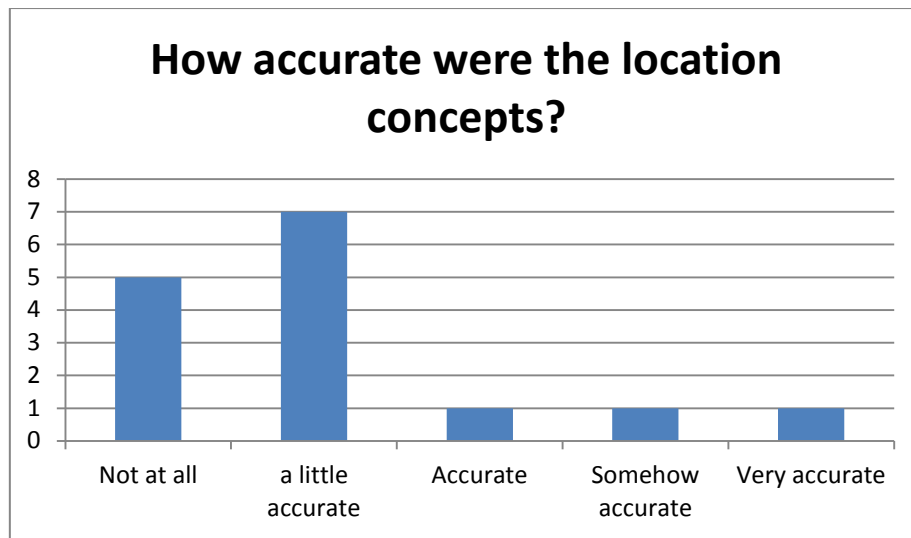 How accurate were the location
concepts?
8
7
6
5
4
3
2
1
0
Not at all
a little
accurate
Accurate
Somehow
accurate
Very accurate